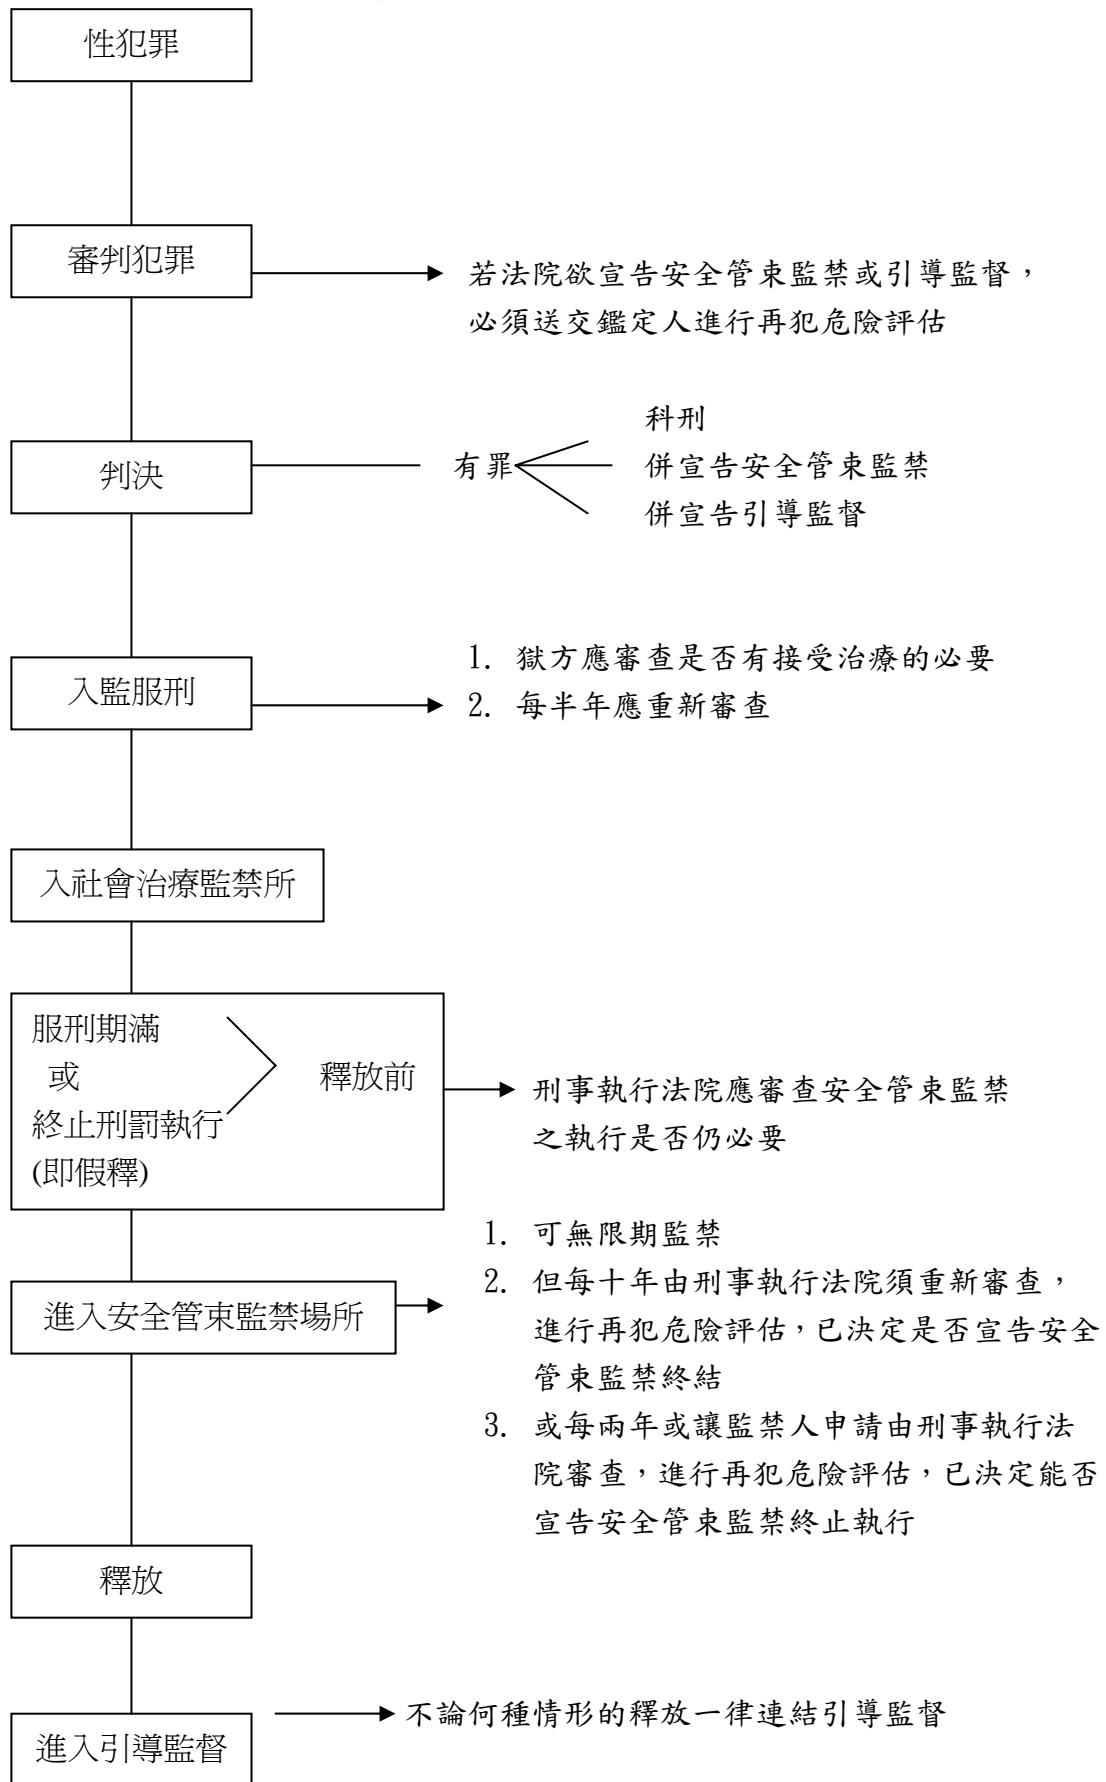 性犯罪
審判犯罪
若法院欲宣告安全管束監禁或引導監督，
必須送交鑑定人進行再犯危險評估
判決
有罪
科刑
併宣告安全管束監禁
併宣告引導監督
入監服刑
1. 獄方應審查是否有接受治療的必要
2. 每半年應重新審查
入社會治療監禁所
服刑期滿
或
終止刑罰執行
(即假釋)
釋放前
刑事執行法院應審查安全管束監禁
之執行是否仍必要
進入安全管束監禁場所
1. 可無限期監禁
2. 但每十年由刑事執行法院須重新審查，
進行再犯危險評估，已決定是否宣告安全
管束監禁終結
3. 或每兩年或讓監禁人申請由刑事執行法
院審查，進行再犯危險評估，已決定能否
宣告安全管束監禁終止執行
釋放
進入引導監督
不論何種情形的釋放一律連結引導監督